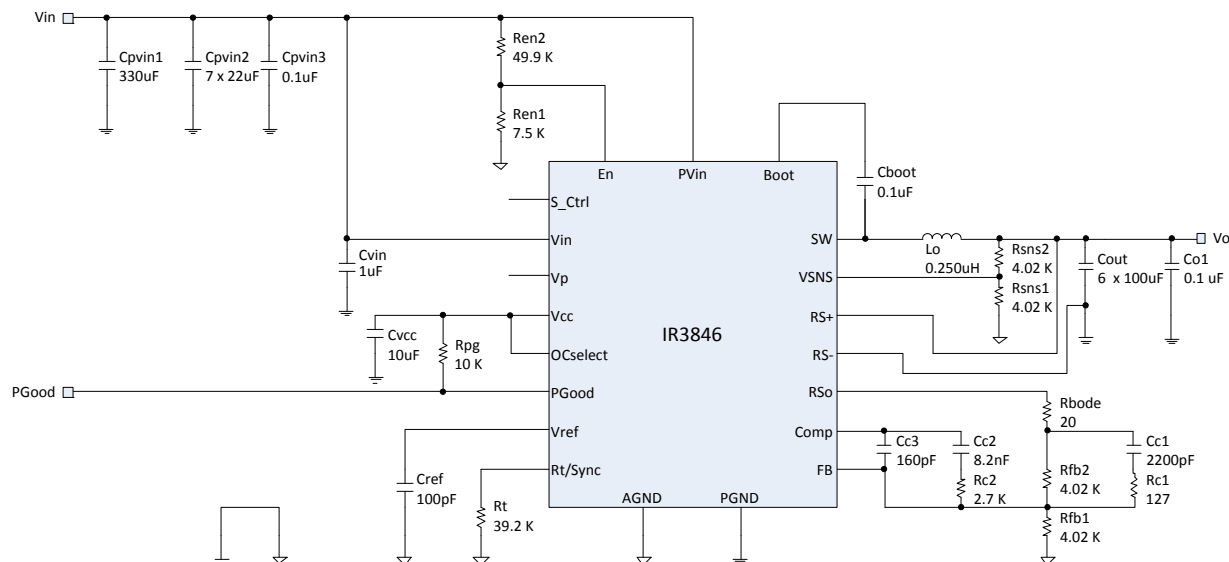 Vin
Cpvin1
330uF
Cpvin2
7 x 22uF
Cpvin3
0.1uF
Ren2
49.9 K
Ren1
7.5 K
En
PVin
Boot
Cboot
0.1uF
S_Ctrl
Vin
Vp
Vcc
OCselect
PGood
Vref
Rt/Sync
AGND
PGND
IR3846
SW
VSNS
RS+
RS-
RSo
Comp
FB
Cvin
1uF
Cvcc
10uF
Rpg
10 K
PGood
Cref
100pF
Rt
39.2 K
Lo
0.250uH
Rsns2
4.02 K
Rsns1
4.02 K
Cout
6 x 100uF
Co1
0.1 uF
Vo
Rbode
20
Cc3
160pF
Cc2
8.2nF
Rc2
2.7 K
Rfb2
4.02 K
Cc1
2200pF
Rc1
127
Rfb1
4.02 K